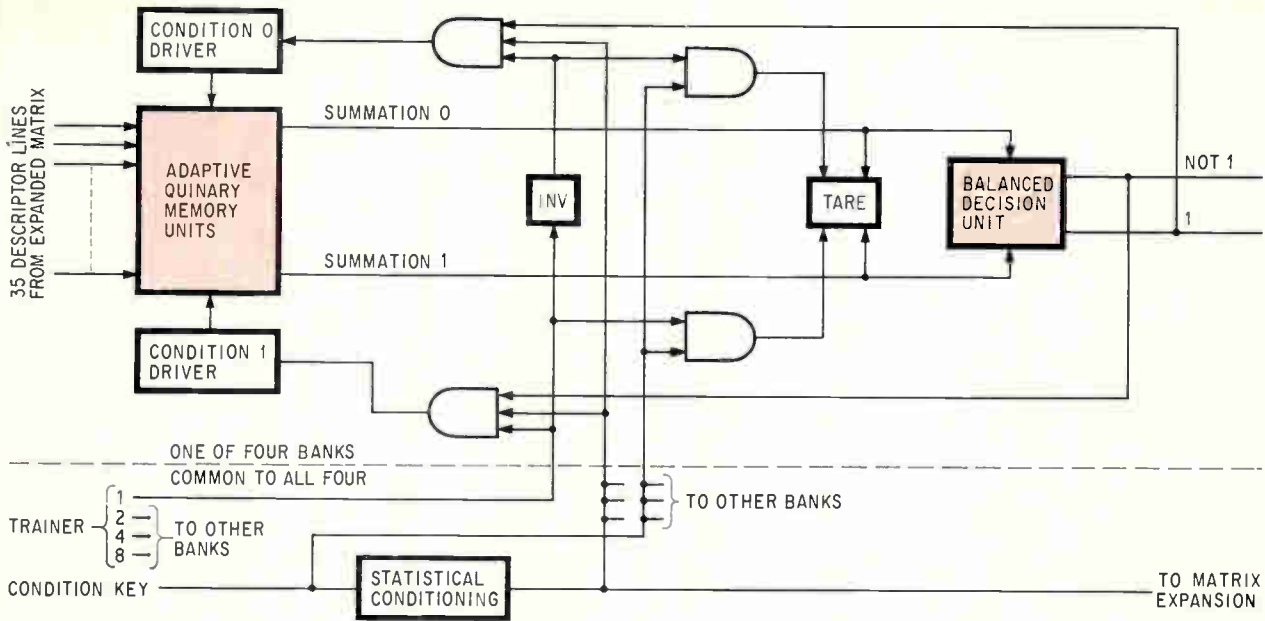 CONDITION 0
DRIVER
35 DESCRIPTOR LINES
FROM EXPANDED MATRIX
SUMMATION 0
ADAPTIVE
QUINARY
MEMORY
UNITS
INV
TARE
BALANCED
DECISION
UNIT
NOT 1
1
SUMMATION 1
CONDITION 1
DRIVER
ONE OF FOUR BANKS
COMMON TO ALL FOUR
TRAINER
1
2
4
8
TO OTHER
BANKS
TO OTHER BANKS
CONDITION KEY
STATISTICAL
CONDITIONING
TO MATRIX
EXPANSION